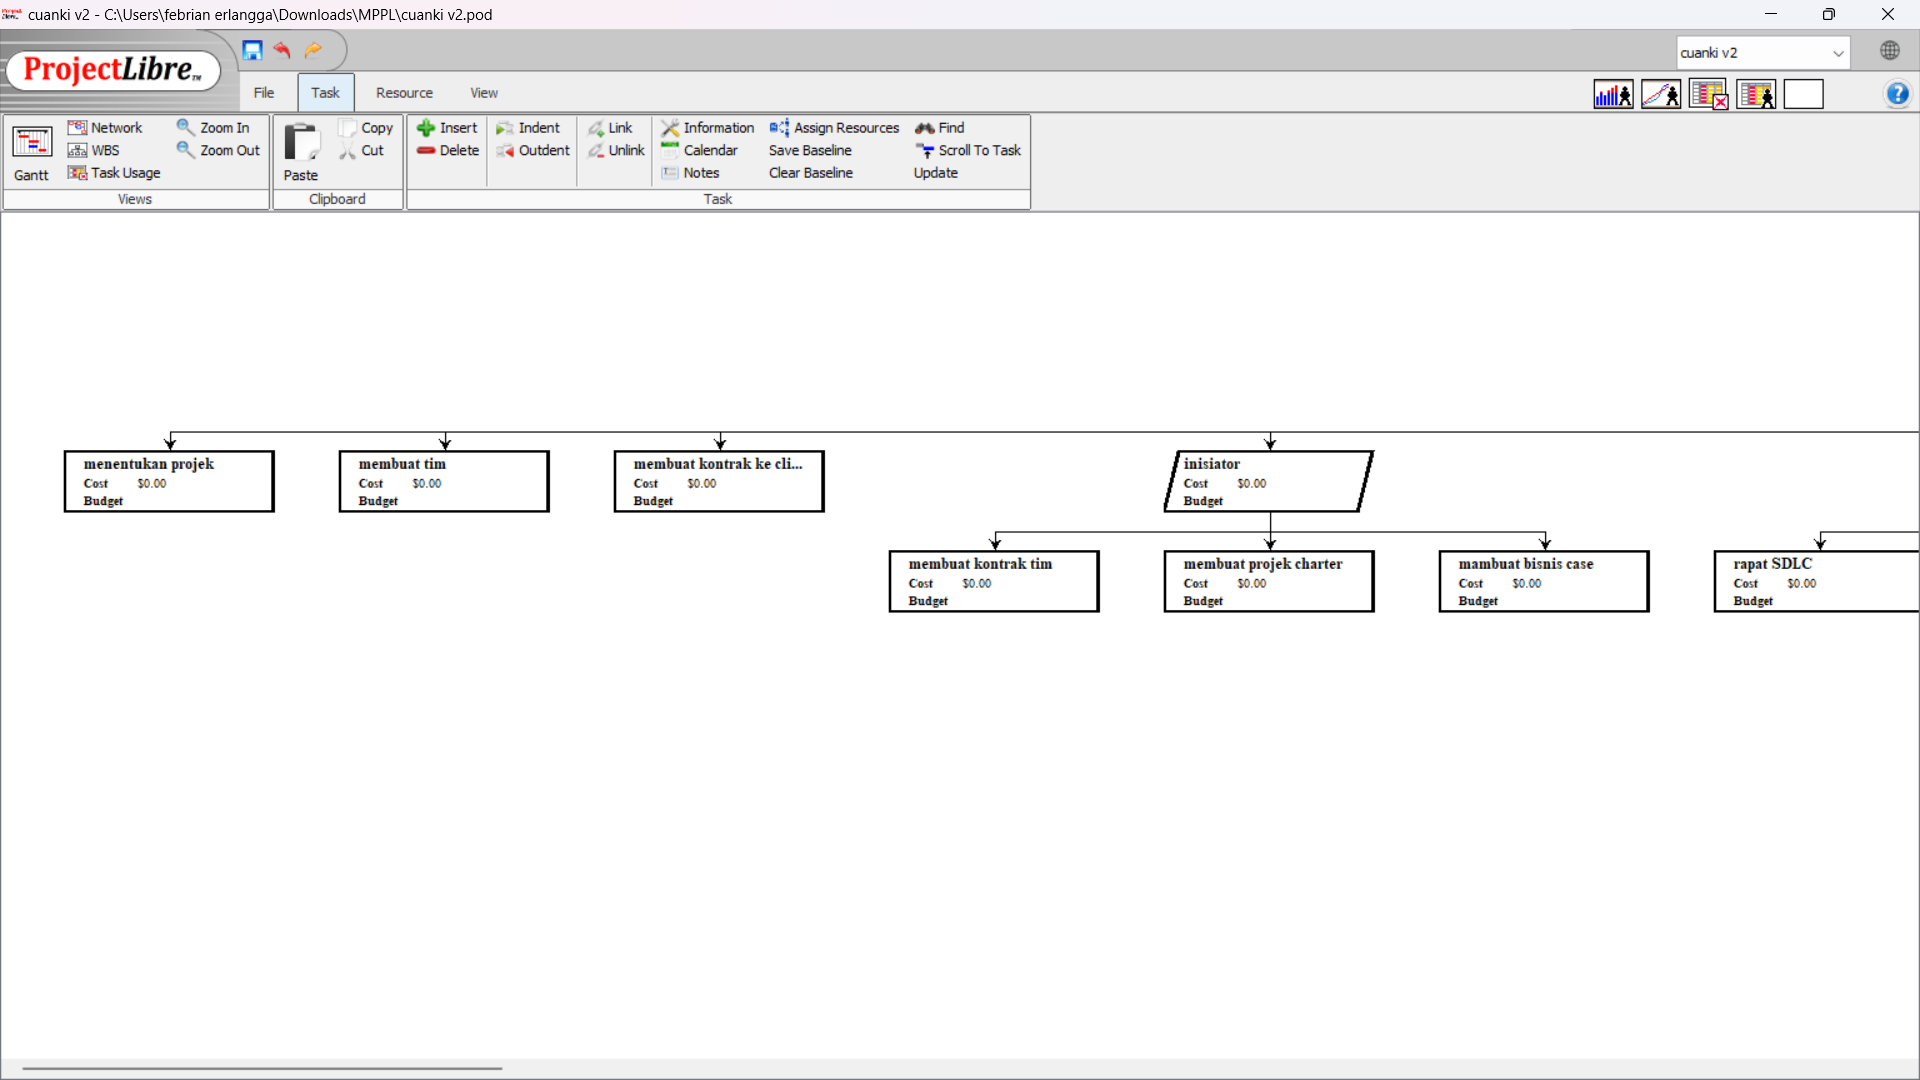 cuanki v2 - C:\Users\febrian erlangga\Downloads\MPPL\cuanki v2.pod
ProjectLibre™
cuanki v2
File Task Resource View
Gantt
Network
WBS
Task Usage
Zoom In
Zoom Out
Views
Paste
Copy
Cut
Clipboard
Insert
Delete
Indent
Outdent
Link
Unlink
Information
Calendar
Notes
Assign Resources
Save Baseline
Clear Baseline
Find
Scroll To Task
Update
Task
menentukan projek
Cost $0.00
Budget
membuat tim
Cost $0.00
Budget
membuat kontrak ke cli...
Cost $0.00
Budget
inisiator
Cost $0.00
Budget
membuat kontrak tim
Cost $0.00
Budget
membuat projek charter
Cost $0.00
Budget
mambuat bisnis case
Cost $0.00
Budget
rapat SDLC
Cost $0.00
Budget